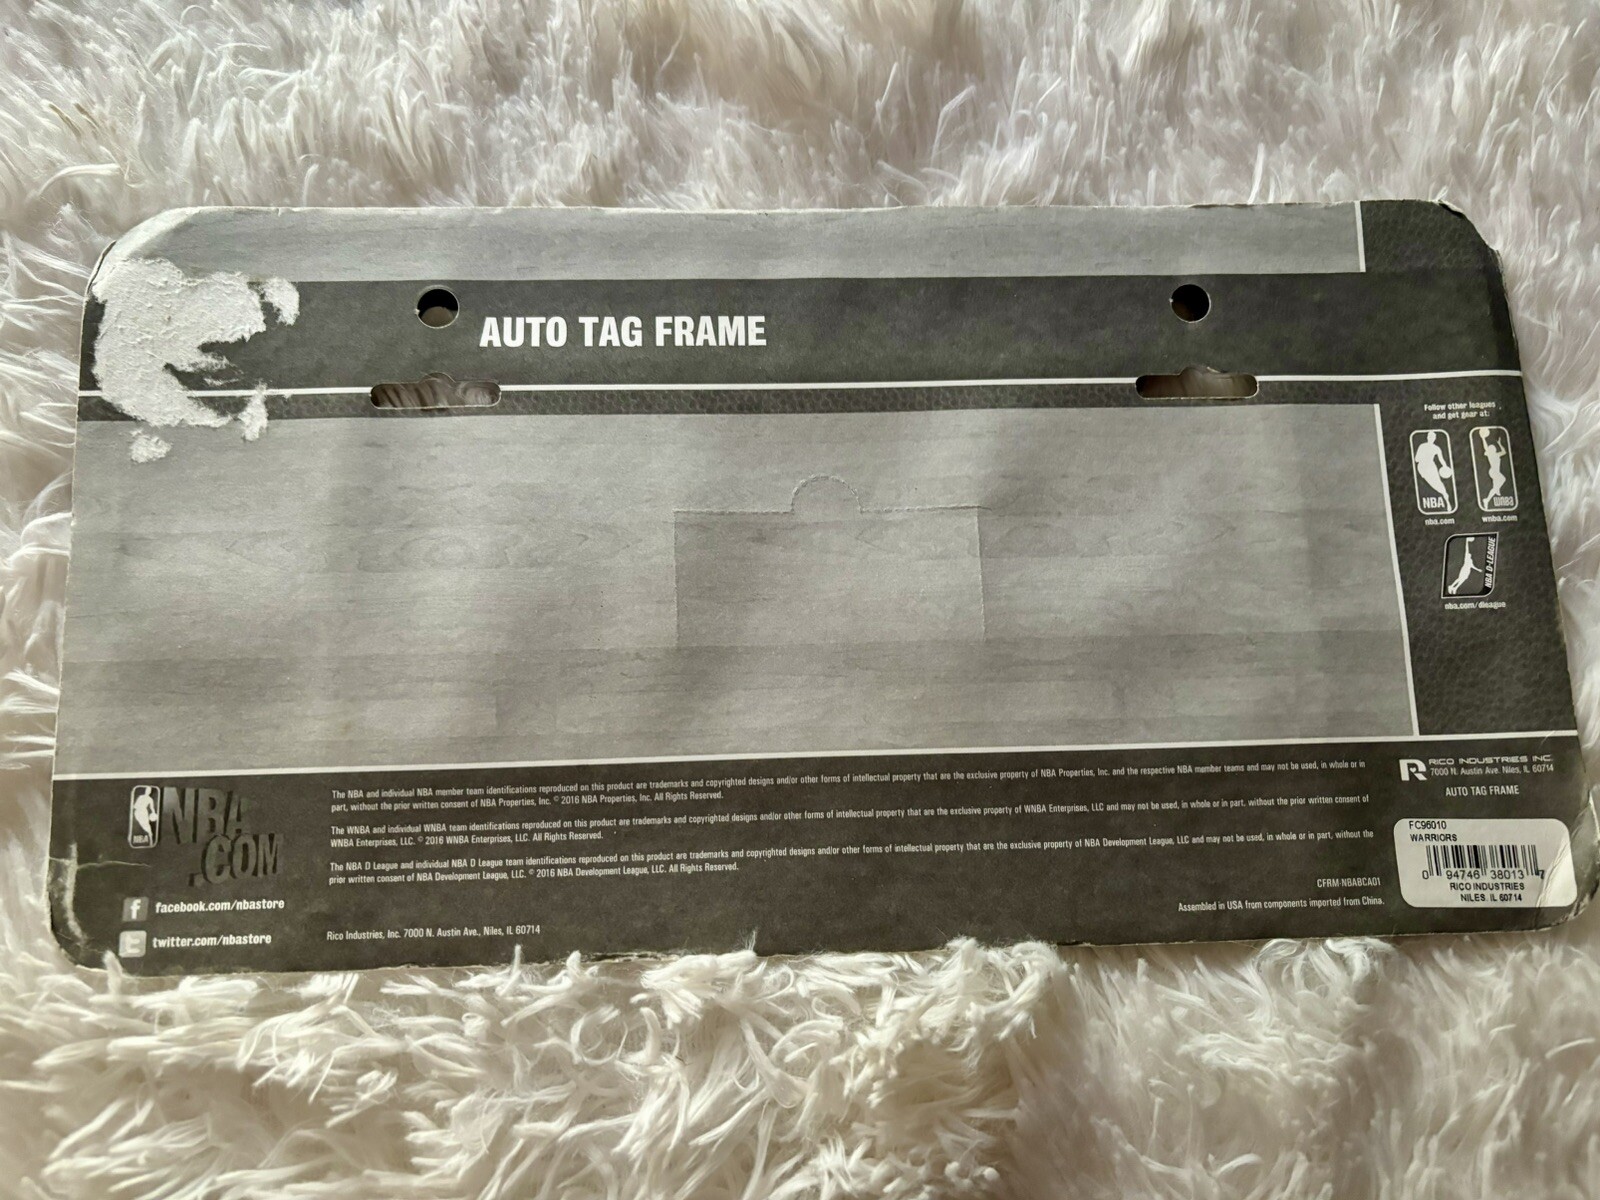 AUTO TAG FRAME
Follow other leagues
and get gear at:
NBA
nba.com
wnba
wnba.com
NBA D-LEAGUE
nba.com/dleague
NBA
NBA
.COM
facebook.com/nbastore
twitter.com/nbastore
The NBA and individual NBA member team identifications reproduced on this product are trademarks and copyrighted designs and/or other forms of intellectual property that are the exclusive property of NBA Properties, Inc. and the respective NBA member teams and may not be used, in whole or in
part, without the prior written consent of NBA Properties, Inc. © 2016 NBA Properties, Inc. All Rights Reserved.
The WNBA and individual WNBA team identifications reproduced on this product are trademarks and copyrighted designs and/or other forms of intellectual property that are the exclusive property of WNBA Enterprises, LLC and may not be used, in whole or in part, without the prior written consent of
WNBA Enterprises, LLC. © 2016 WNBA Enterprises, LLC. All Rights Reserved.
The NBA D League and individual NBA D League team identifications reproduced on this product are trademarks and copyrighted designs and/or other forms of intellectual property that are the exclusive property of NBA Development League, LLC and may not be used, in whole or in part, without the
prior written consent of NBA Development League, LLC. © 2016 NBA Development League, LLC. All Rights Reserved.
CFRM-NBABCA01
Assembled in USA from components imported from China.
Rico Industries, Inc. 7000 N. Austin Ave., Niles, IL 60714
R RICO INDUSTRIES INC.
7000 N. Austin Ave. Niles, IL 60714
AUTO TAG FRAME
FC96010
WARRIORS
0 94746 38013 7
RICO INDUSTRIES
NILES, IL 60714